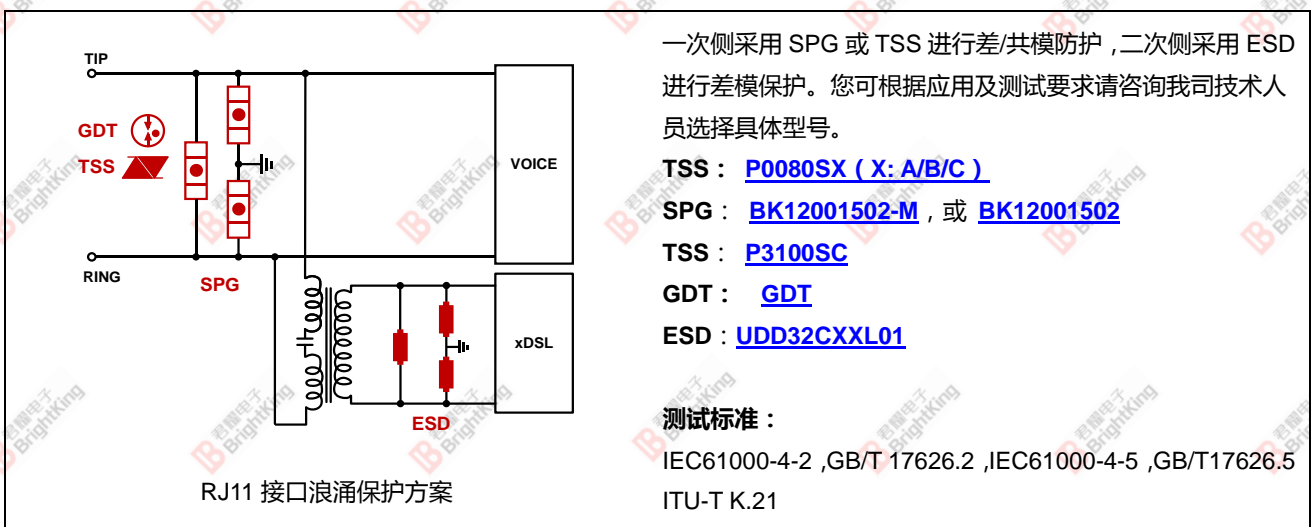 TIP
GDT
TSS
VOICE
RING
SPG
xDSL
ESD
RJ11 接口浪涌保护方案
一次侧采用 SPG 或 TSS 进行差/共模防护，二次侧采用 ESD
进行差模保护。您可根据应用及测试要求请咨询我司技术人
员选择具体型号。
TSS： P0080SX（X: A/B/C）
SPG： BK12001502-M，或 BK12001502
TSS： P3100SC
GDT： GDT
ESD：UDD32CXXL01
测试标准：
IEC61000-4-2 ,GB/T 17626.2 ,IEC61000-4-5 ,GB/T17626.5
ITU-T K.21
君耀电子
BrightKing